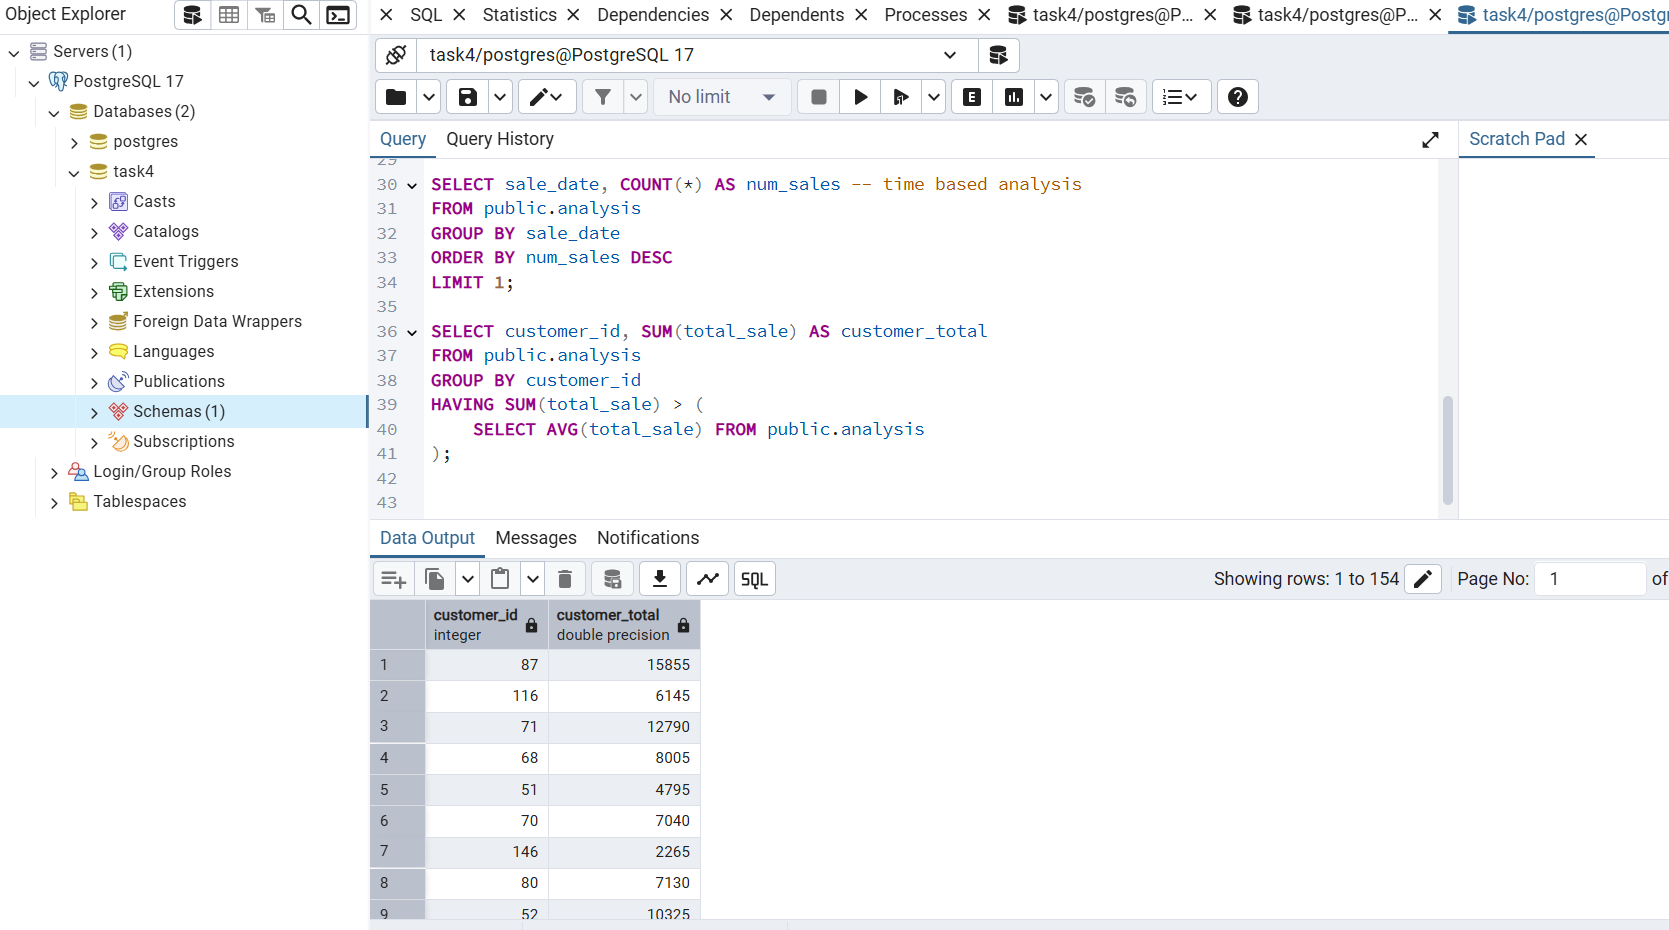 Object Explorer
SQL
Statistics
Dependencies
Dependents
Processes
task4/postgres@P...
task4/postgres@P...
task4/postgres@Postg
Servers (1)
PostgreSQL 17
Databases (2)
postgres
task4
Casts
Catalogs
Event Triggers
Extensions
Foreign Data Wrappers
Languages
Publications
Schemas (1)
Subscriptions
Login/Group Roles
Tablespaces
task4/postgres@PostgreSQL 17
No limit
E
Query
Query History
Scratch Pad
29
30 SELECT sale_date, COUNT(*) AS num_sales -- time based analysis
31 FROM public.analysis
32 GROUP BY sale_date
33 ORDER BY num_sales DESC
34 LIMIT 1;
35
36 SELECT customer_id, SUM(total_sale) AS customer_total
37 FROM public.analysis
38 GROUP BY customer_id
39 HAVING SUM(total_sale) > (
40 SELECT AVG(total_sale) FROM public.analysis
41 );
42
43
Data Output
Messages
Notifications
SQL
Showing rows: 1 to 154
Page No: 1 of
customer_id customer_total
integer double precision
1 87 15855
2 116 6145
3 71 12790
4 68 8005
5 51 4795
6 70 7040
7 146 2265
8 80 7130
9 52 10325